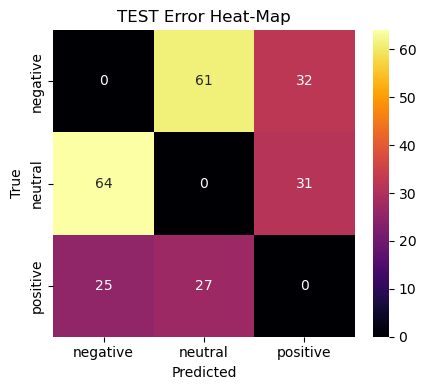 TEST Error Heat-Map
negative
0 61 32
neutral
64 0 31
positive
25 27 0
True
negative neutral positive
Predicted
60
50
40
30
20
10
0